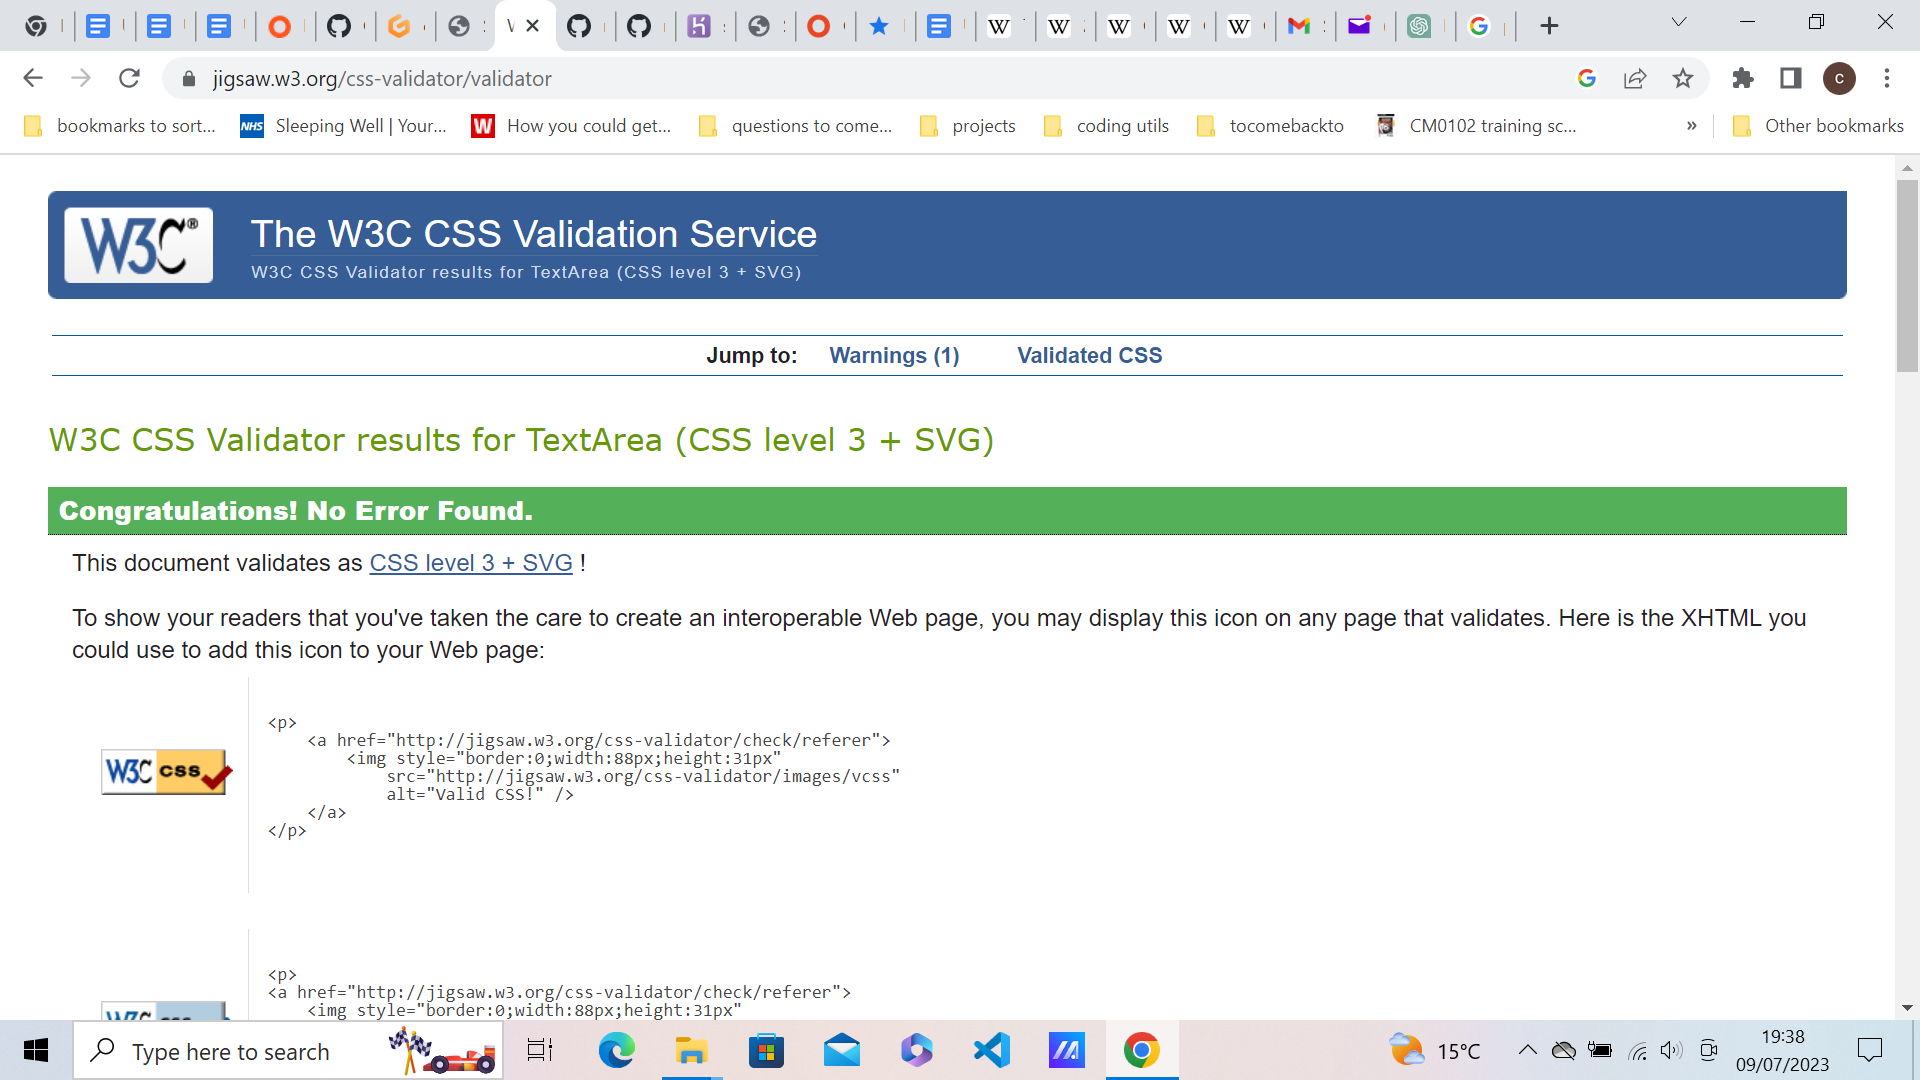 jigsaw.w3.org/css-validator/validator
C
bookmarks to sort...
NHS
Sleeping Well | Your...
W
How you could get...
questions to come...
projects
coding utils
tocomebackto
CM0102 training sc...
»
Other bookmarks
W3C®
The W3C CSS Validation Service
W3C CSS Validator results for TextArea (CSS level 3 + SVG)
Jump to:
Warnings (1)
Validated CSS
W3C CSS Validator results for TextArea (CSS level 3 + SVG)
Congratulations! No Error Found.
This document validates as CSS level 3 + SVG !
To show your readers that you've taken the care to create an interoperable Web page, you may display this icon on any page that validates. Here is the XHTML you
could use to add this icon to your Web page:
W3C CSS
<p>
<a href="http://jigsaw.w3.org/css-validator/check/referer">
<img style="border:0;width:88px;height:31px"
src="http://jigsaw.w3.org/css-validator/images/vcss"
alt="Valid CSS!" />
</a>
</p>
<p>
<a href="http://jigsaw.w3.org/css-validator/check/referer">
<img style="border:0;width:88px;height:31px"
Type here to search
15°C
19:38
09/07/2023